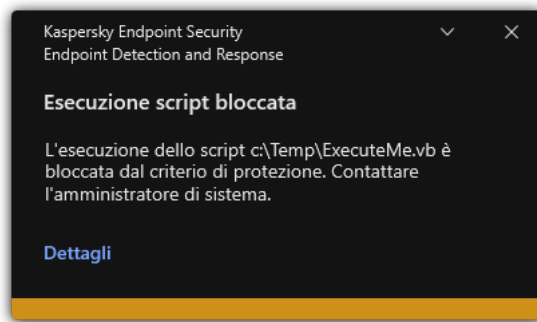 Kaspersky Endpoint Security
Endpoint Detection and Response
Esecuzione script bloccata
L'esecuzione dello script c:\Temp\ExecuteMe.vb è
bloccata dal criterio di protezione. Contattare
l'amministratore di sistema.
Dettagli